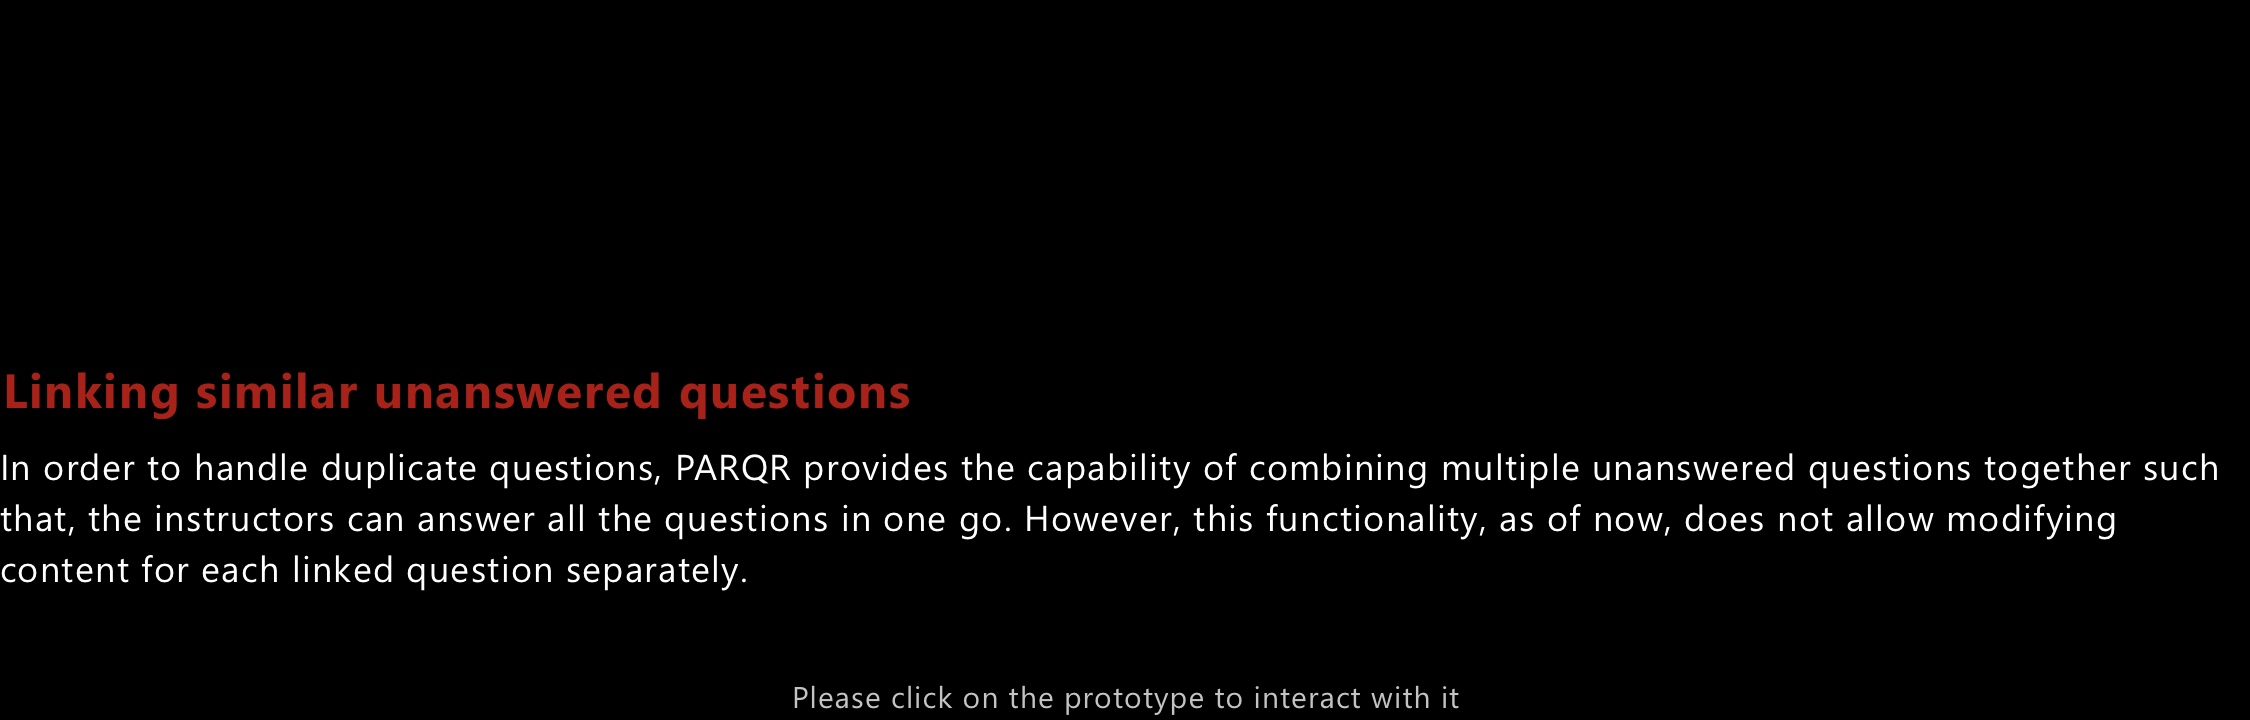 Linking similar unanswered questions
In order to handle duplicate questions, PARQR provides the capability of combining multiple unanswered questions together such
that, the instructors can answer all the questions in one go. However, this functionality, as of now, does not allow modifying
content for each linked question separately.
Please click on the prototype to interact with it